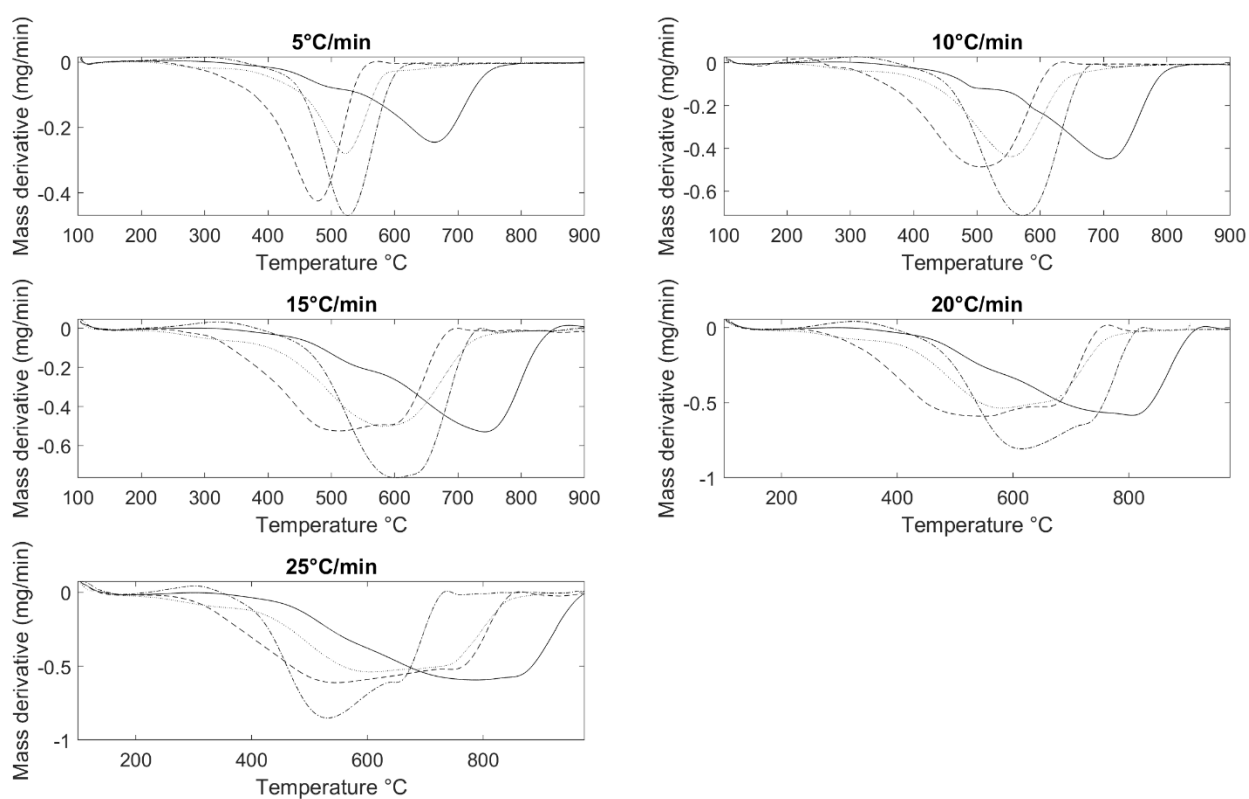 5°C/min
Mass derivative (mg/min)
0
-0.2
-0.4
100 200 300 400 500 600 700 800 900
Temperature °C
10°C/min
Mass derivative (mg/min)
0
-0.2
-0.4
-0.6
100 200 300 400 500 600 700 800 900
Temperature °C
15°C/min
Mass derivative (mg/min)
0
-0.2
-0.4
-0.6
100 200 300 400 500 600 700 800 900
Temperature °C
20°C/min
Mass derivative (mg/min)
0
-0.5
-1
200 400 600 800
Temperature °C
25°C/min
Mass derivative (mg/min)
0
-0.5
-1
200 400 600 800
Temperature °C